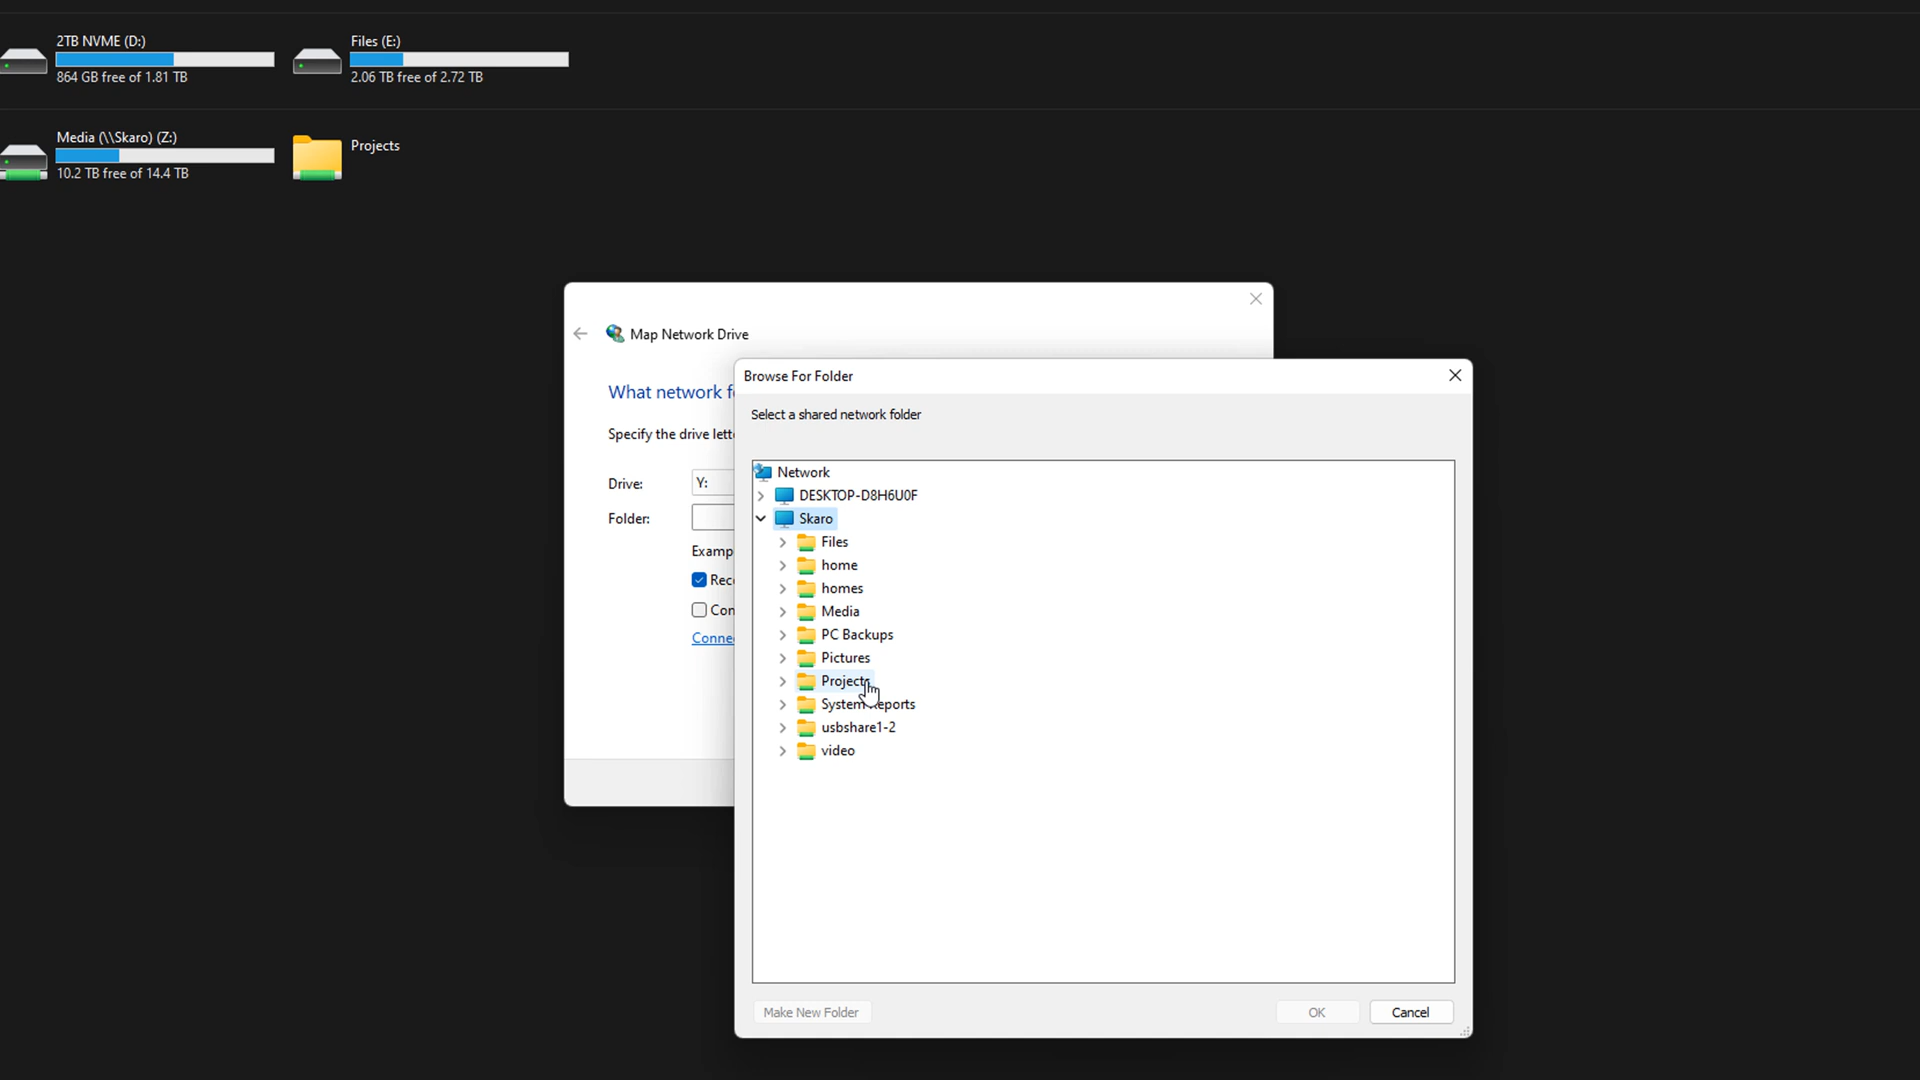 2TB NVME (D:)
864 GB free of 1.81 TB
Files (E:)
2.06 TB free of 2.72 TB
Media (\\Skaro) (Z:)
10.2 TB free of 14.4 TB
Projects
Map Network Drive
What network f
Specify the drive lett
Drive:
Y:
Folder:
Examp
Reco
Con
Conne
Browse For Folder
Select a shared network folder
Network
DESKTOP-D8H6U0F
Skaro
Files
home
homes
Media
PC Backups
Pictures
Projects
System Reports
usbshare1-2
video
Make New Folder
OK
Cancel